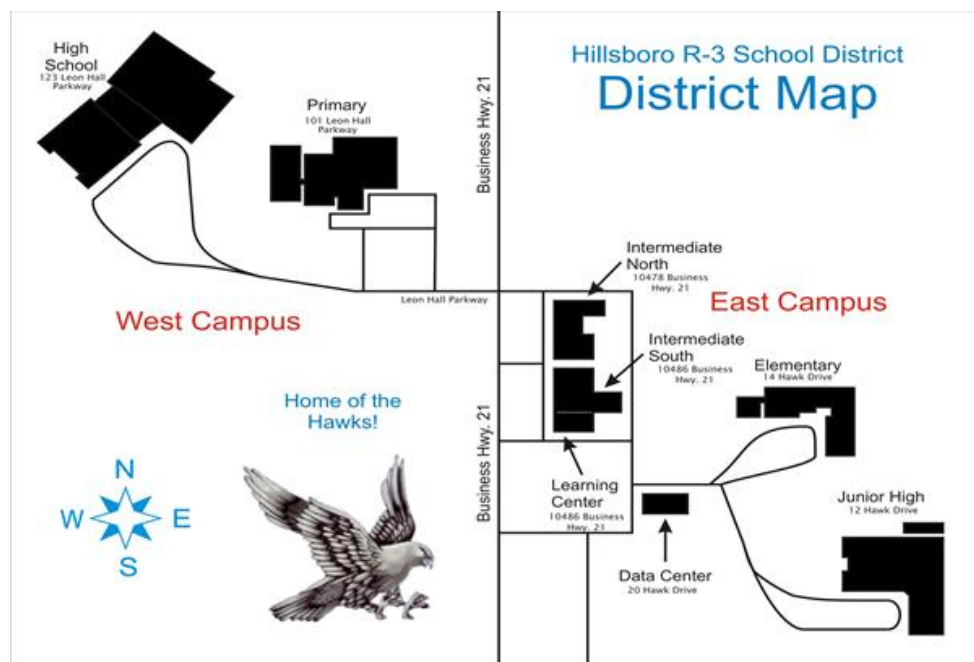 Hillsboro R-3 School District
District Map
High
School
123 Leon Hall
Parkway
Primary
101 Leon Hall
Parkway
Business Hwy. 21
Intermediate
North
10478 Business
Hwy. 21
Leon Hall Parkway
West Campus
East Campus
Intermediate
South
10486 Business
Hwy. 21
Elementary
14 Hawk Drive
Home of the
Hawks!
Business Hwy. 21
N
W
E
S
Learning
Center
10486 Business
Hwy. 21
Junior High
12 Hawk Drive
Data Center
20 Hawk Drive